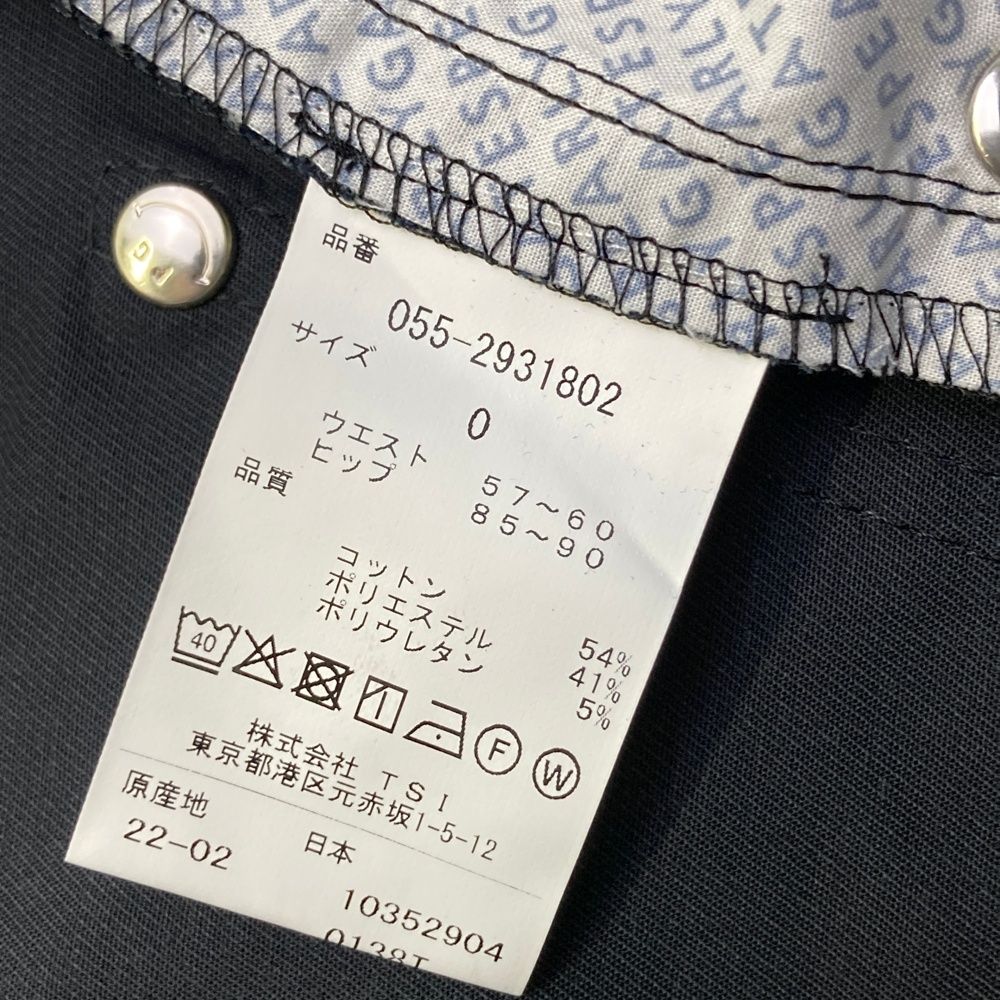 PEARLY GATES
PG
品番
055-2931802
サイズ
0
ウエスト 57〜60
ヒップ 85〜90
品質
コットン 54%
ポリエステル 41%
ポリウレタン 5%
40
F
W
株式会社 TSI
東京都港区元赤坂1-5-12
原産地
日本
22-02
10352904